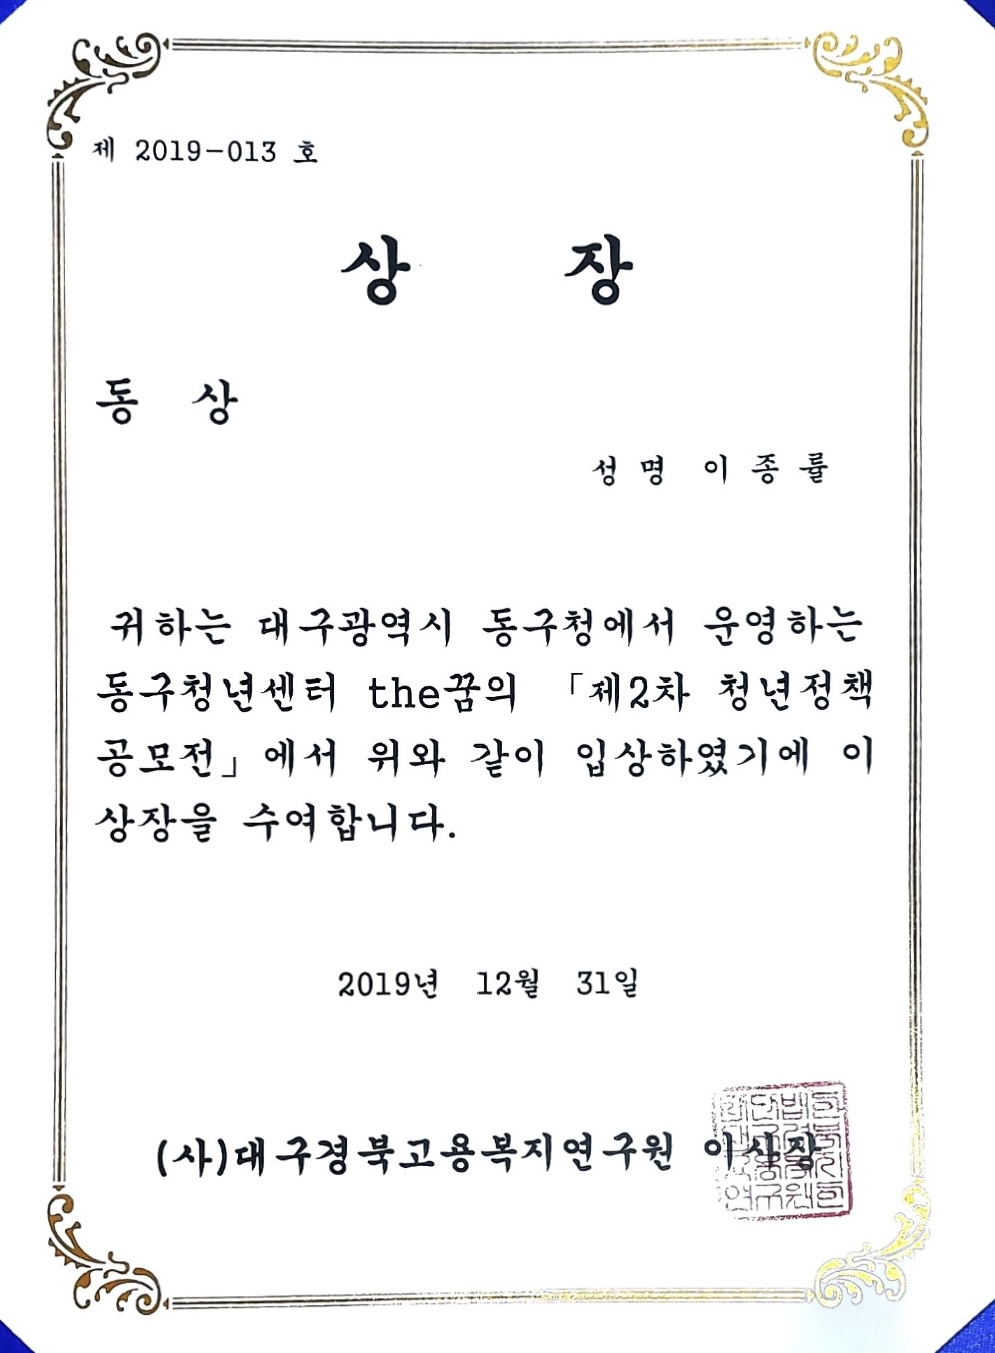 제 2019-013 호
상 장
동 상
성 명 이 종 률
귀하는 대구광역시 동구청에서 운영하는
동구청년센터 the꿈의 「제2차 청년정책
공모전」에서 위와 같이 입상하였기에 이
상장을 수여합니다.
2019년 12월 31일
(사)대구경북고용복지연구원 이사장